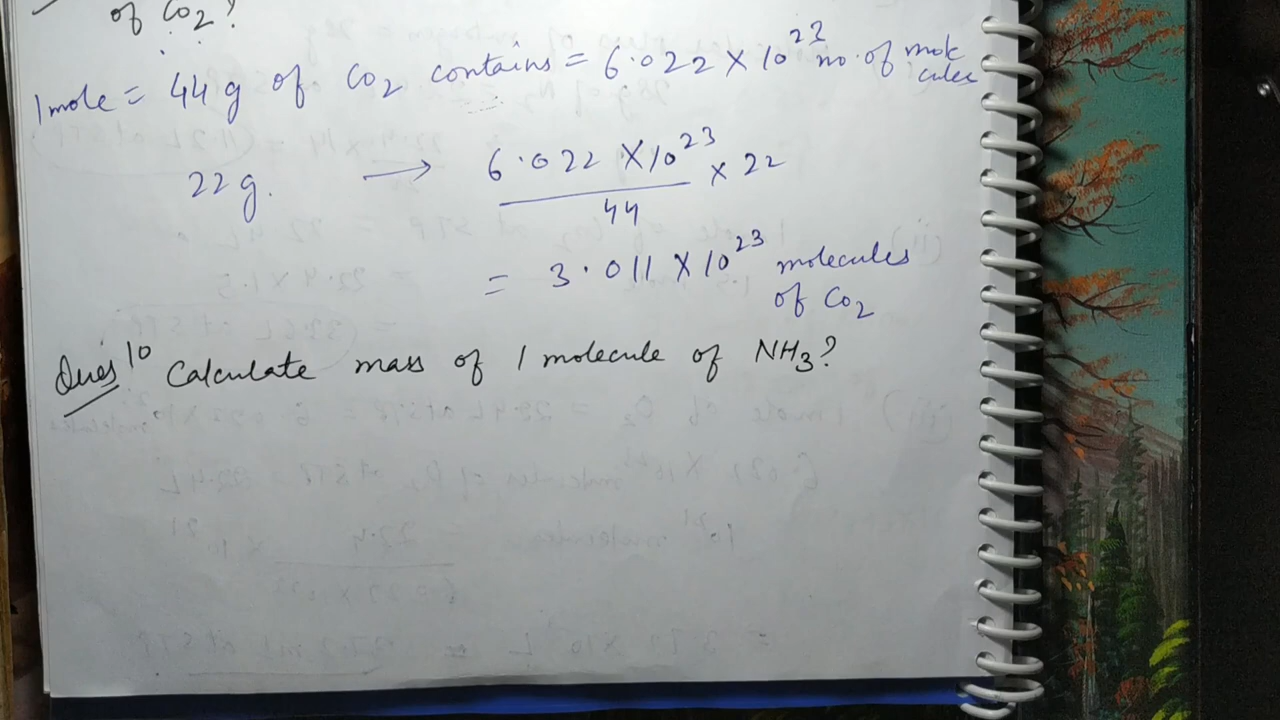 of CO2?
1 mole = 44 g of CO2 contains = 6.022 X 10^23 no. of molecules
22 g. → 6.022 X 10^23 / 44 x 22
= 3.011 X 10^23 molecules
of CO2
Ques 10 Calculate mass of 1 molecule of NH3?